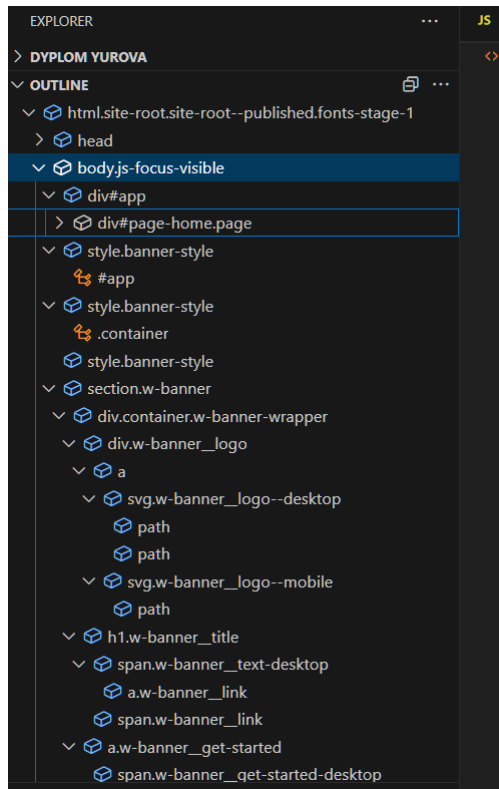 EXPLORER
JS
DYPLOM YUROVA
OUTLINE
html.site-root.site-root--published.fonts-stage-1
head
body.js-focus-visible
div#app
div#page-home.page
style.banner-style
#app
style.banner-style
.container
style.banner-style
section.w-banner
div.container.w-banner-wrapper
div.w-banner__logo
a
svg.w-banner__logo--desktop
path
path
svg.w-banner__logo--mobile
path
h1.w-banner__title
span.w-banner__text-desktop
a.w-banner__link
span.w-banner__link
a.w-banner__get-started
span.w-banner__get-started-desktop